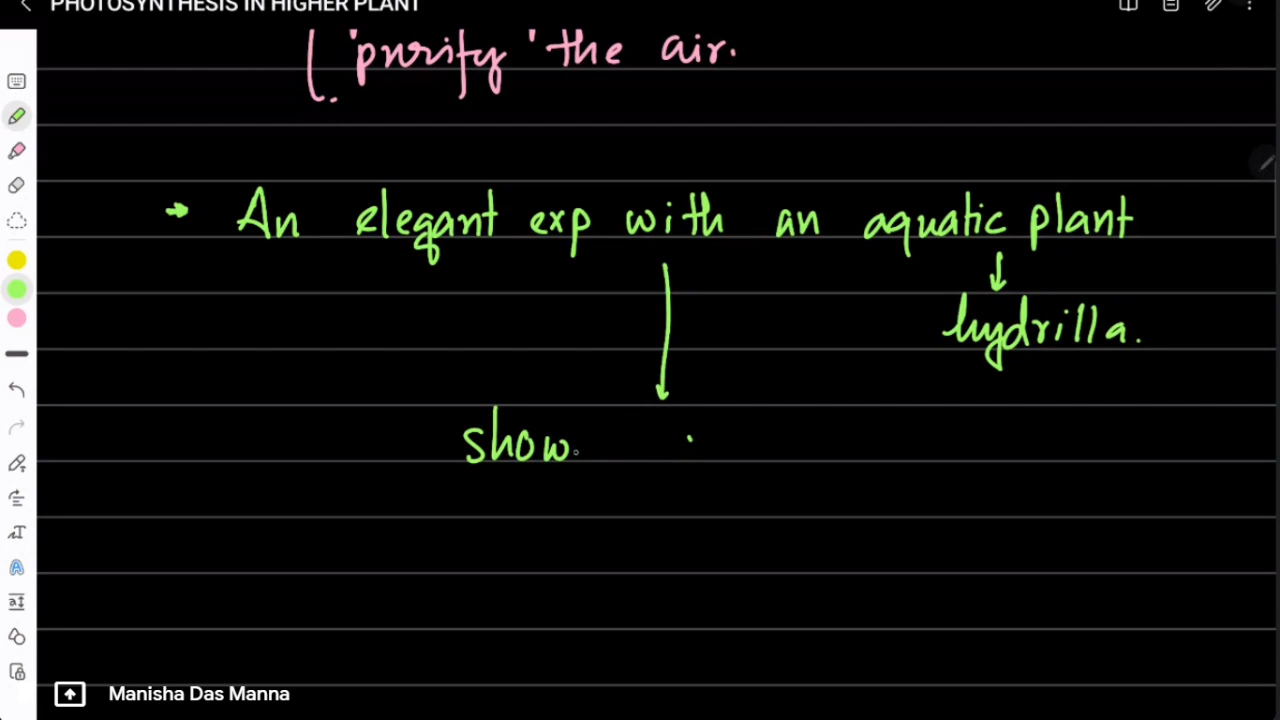 PHOTOSYNTHESIS IN HIGHER PLANT
'purify' the air.
An elegant exp with an aquatic plant
hydrilla.
show.
Manisha Das Manna